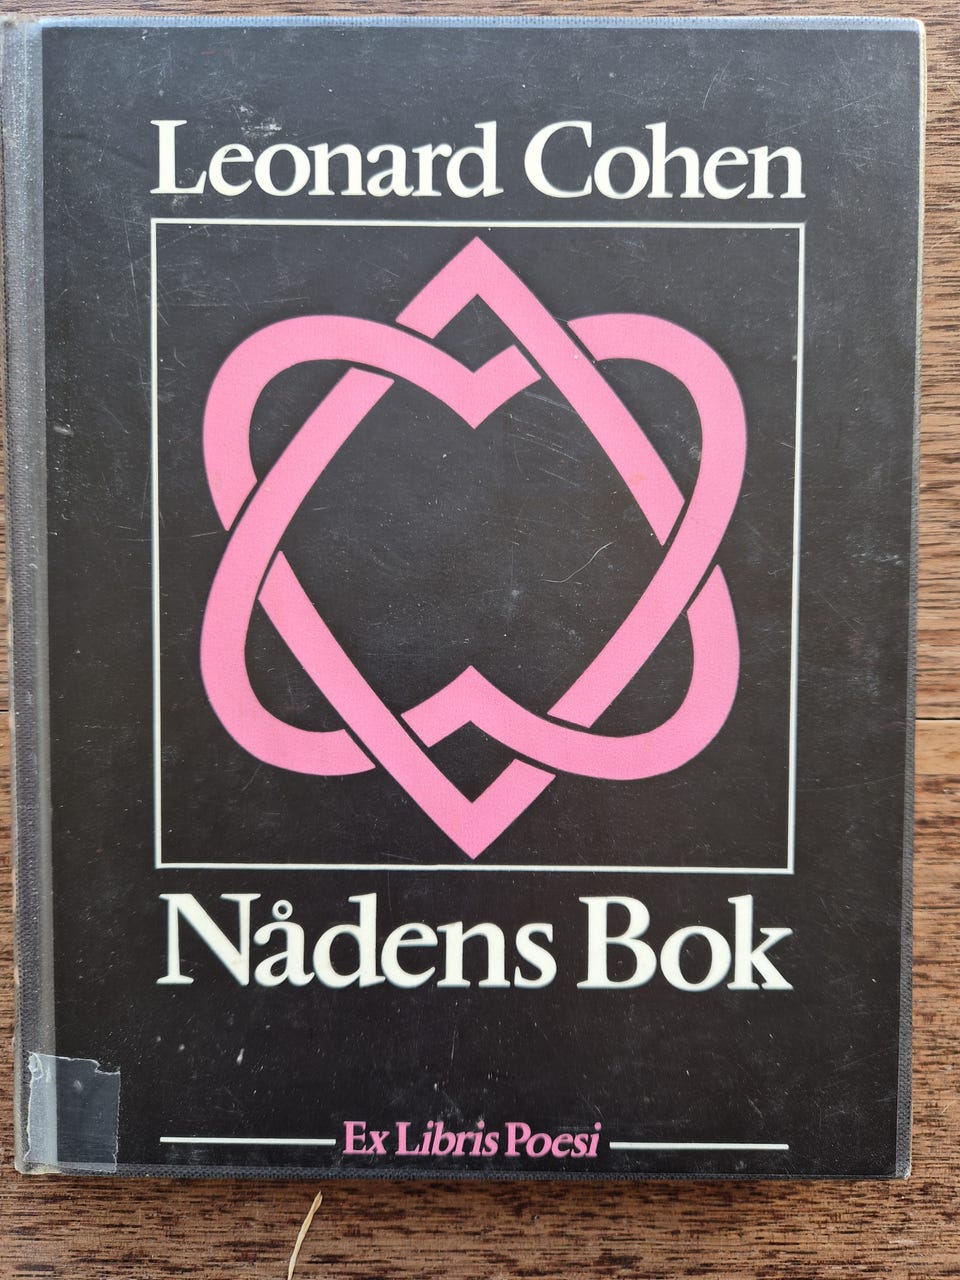 Leonard Cohen
Nådens Bok
Ex Libris Poesi